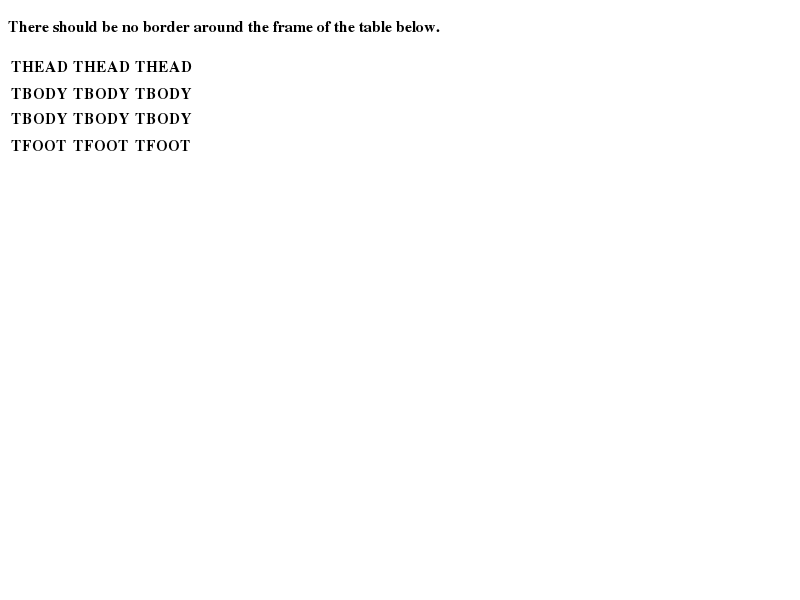 There should be no border around the frame of the table below.
THEAD THEAD THEAD
TBODY TBODY TBODY
TBODY TBODY TBODY
TFOOT TFOOT TFOOT